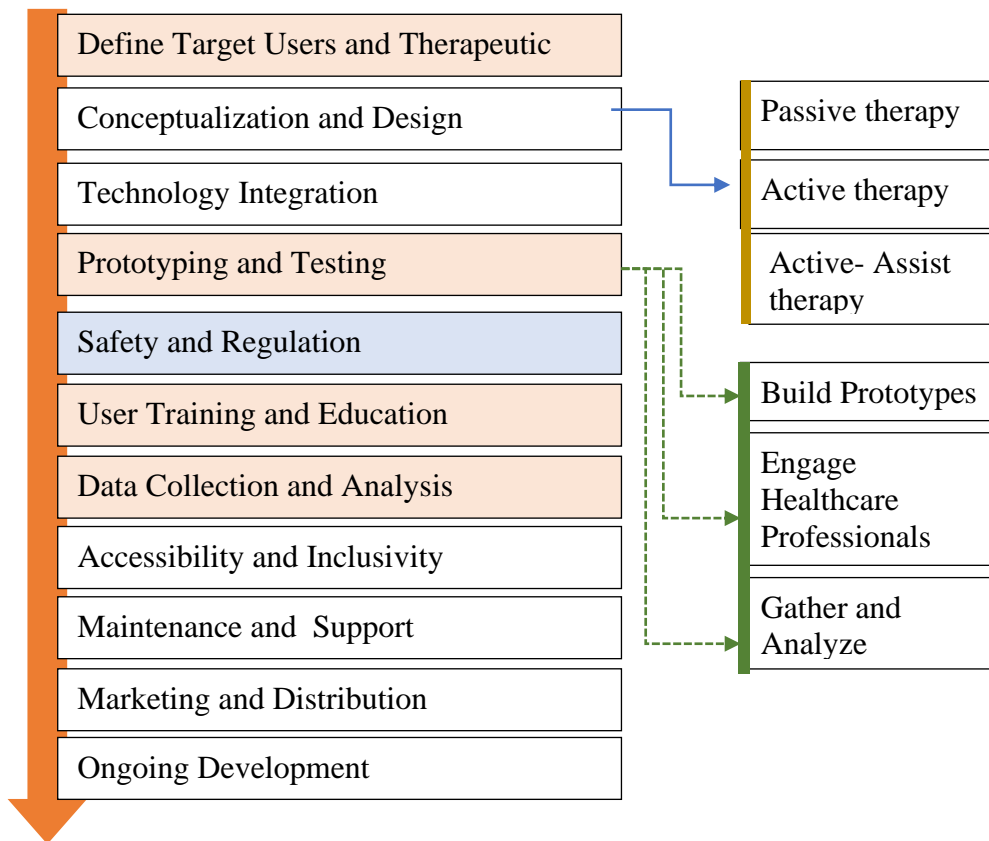 Define Target Users and Therapeutic
Conceptualization and Design
Technology Integration
Prototyping and Testing
Safety and Regulation
User Training and Education
Data Collection and Analysis
Accessibility and Inclusivity
Maintenance and  Support
Marketing and Distribution
Ongoing Development
Passive therapy
Active therapy
Active- Assist
therapy
Build Prototypes
Engage
Healthcare
Professionals
Gather and
Analyze